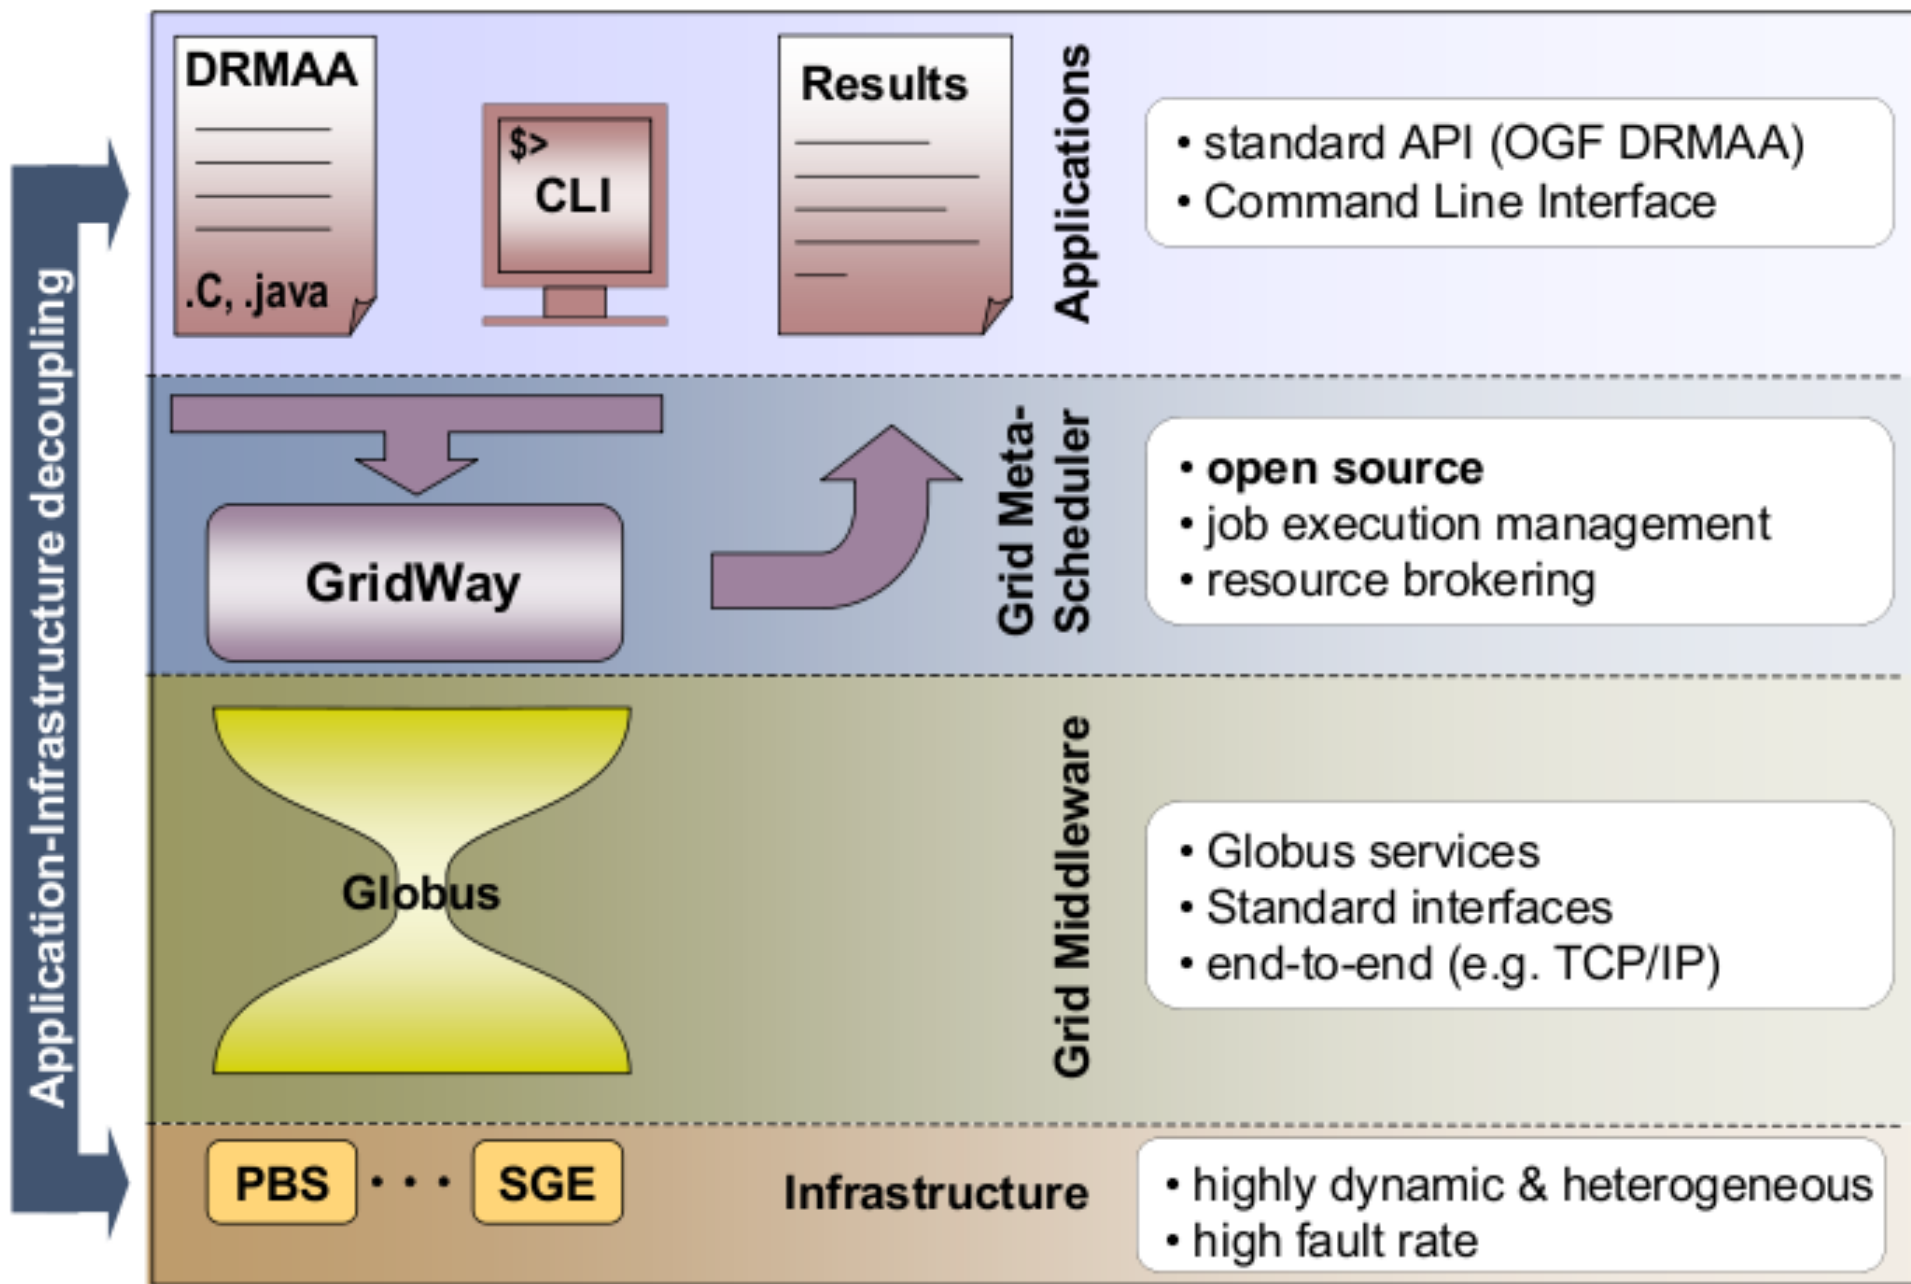 Application-Infrastructure decoupling
DRMAA
.C, .java
$>
CLI
Results
Applications
• standard API (OGF DRMAA)
• Command Line Interface
GridWay
Grid Meta-
Scheduler
• open source
• job execution management
• resource brokering
Globus
Grid Middleware
• Globus services
• Standard interfaces
• end-to-end (e.g. TCP/IP)
PBS • • • SGE
Infrastructure
• highly dynamic & heterogeneous
• high fault rate